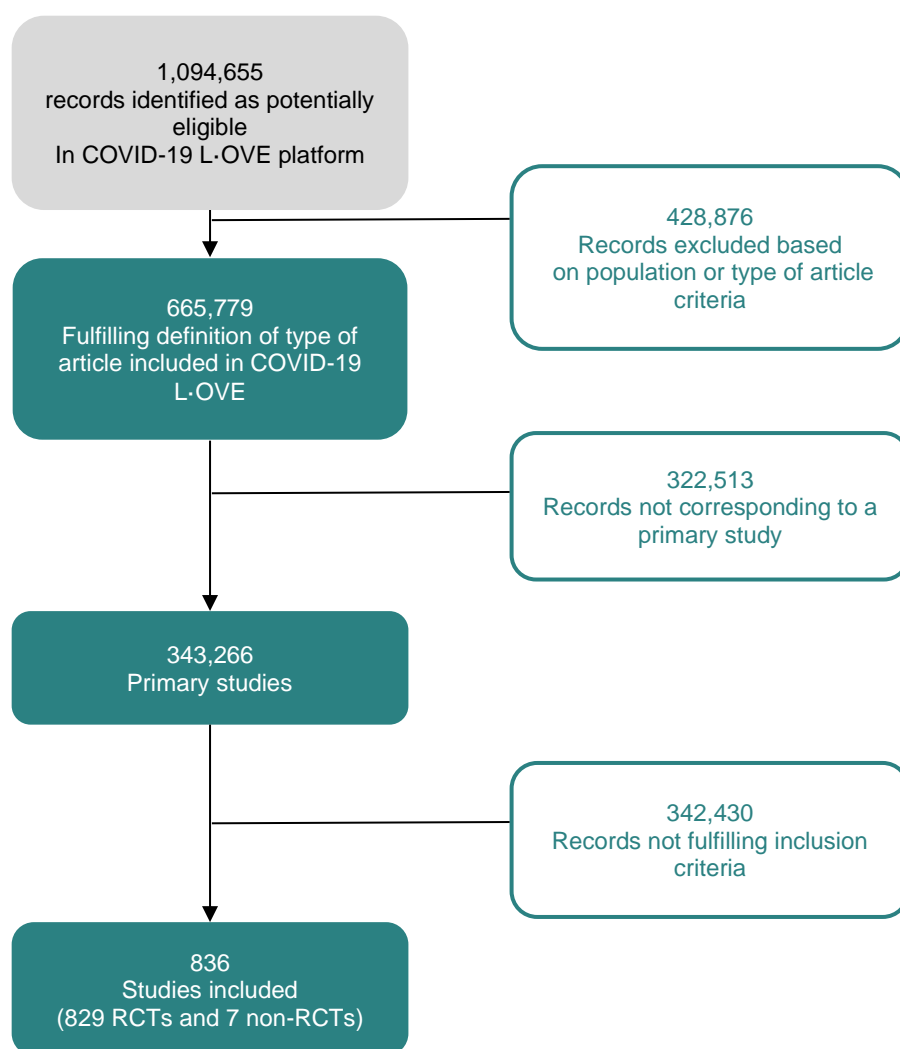 1,094,655
records identified as potentially
eligible
In COVID-19 L·OVE platform
428,876
Records excluded based
on population or type of article
criteria
665,779
Fulfilling definition of type of
article included in COVID-19
L·OVE
322,513
Records not corresponding to a
primary study
343,266
Primary studies
342,430
Records not fulfilling inclusion
criteria
836
Studies included
(829 RCTs and 7 non-RCTs)